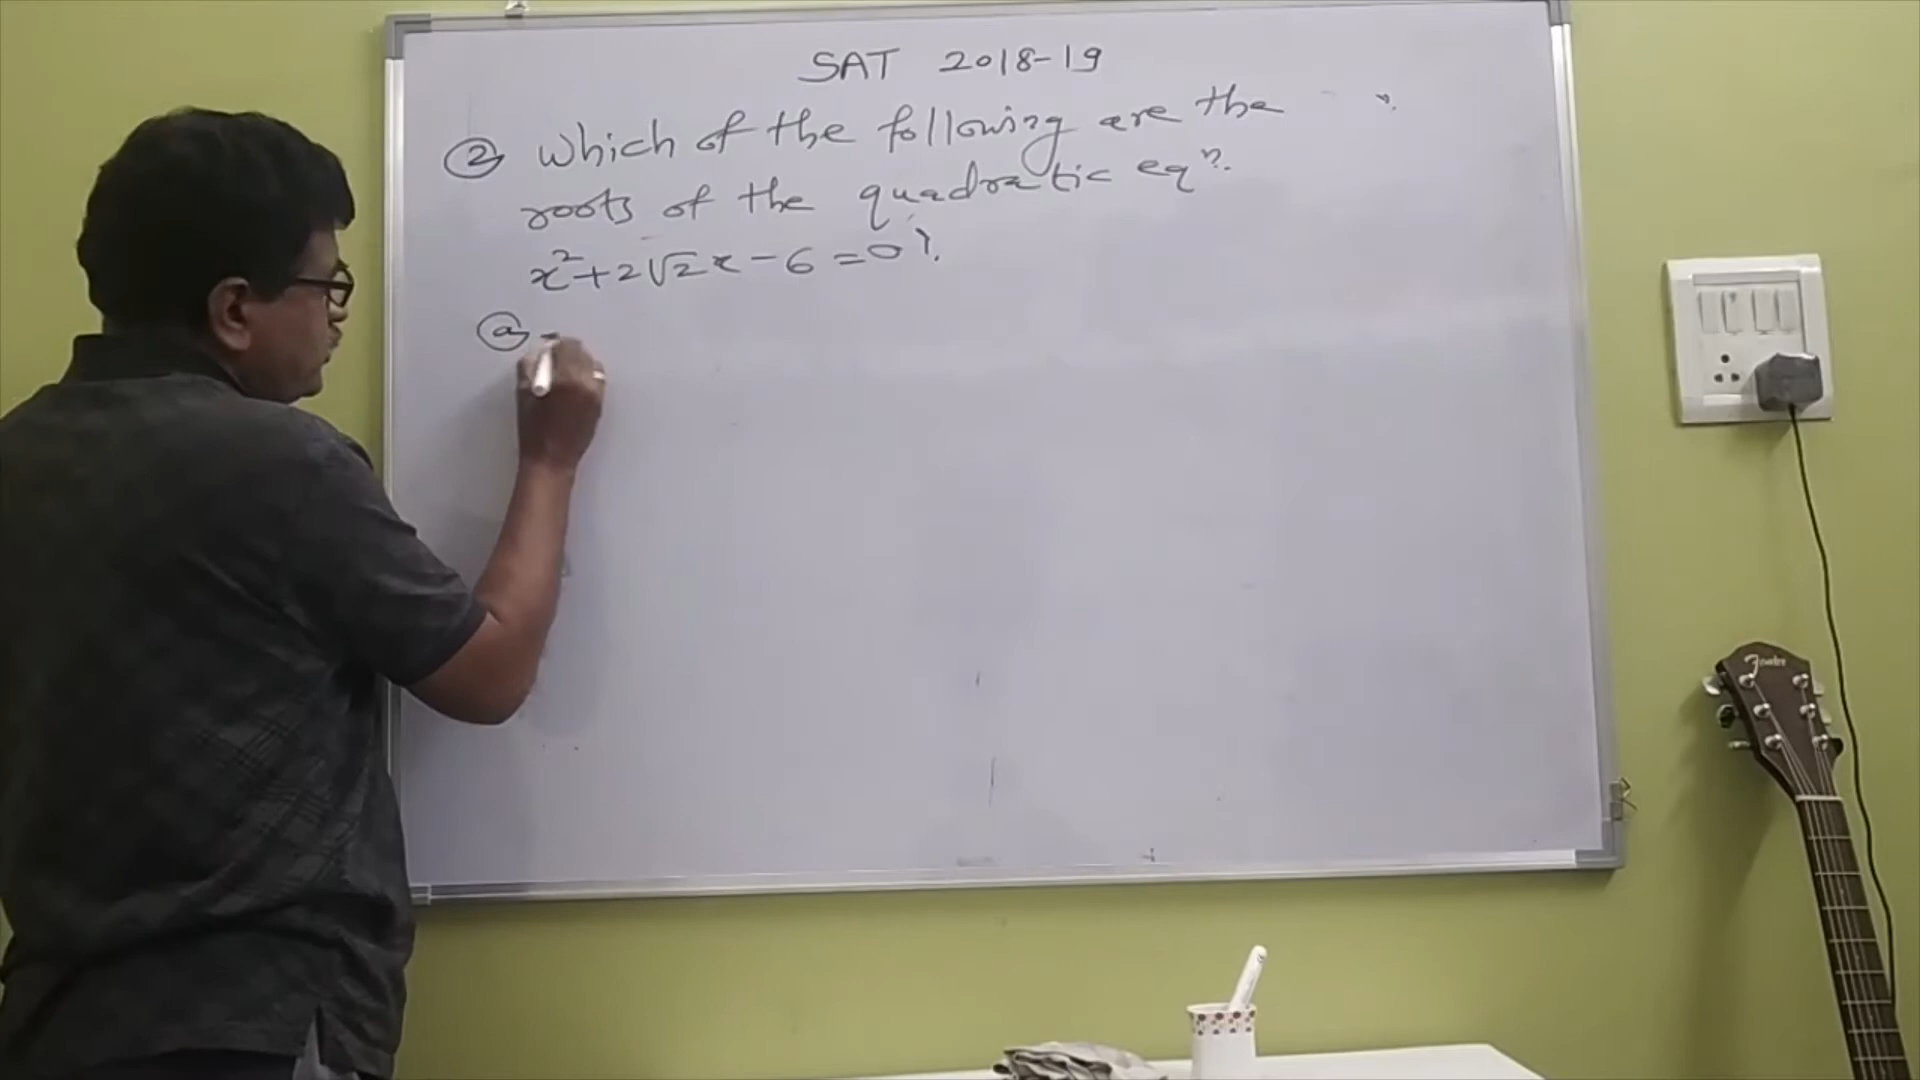 SAT 2018-19
② Which of the following are the
roots of the quadratic eqⁿ.
x²+2√2x-6=0?
ⓐ -
Fender